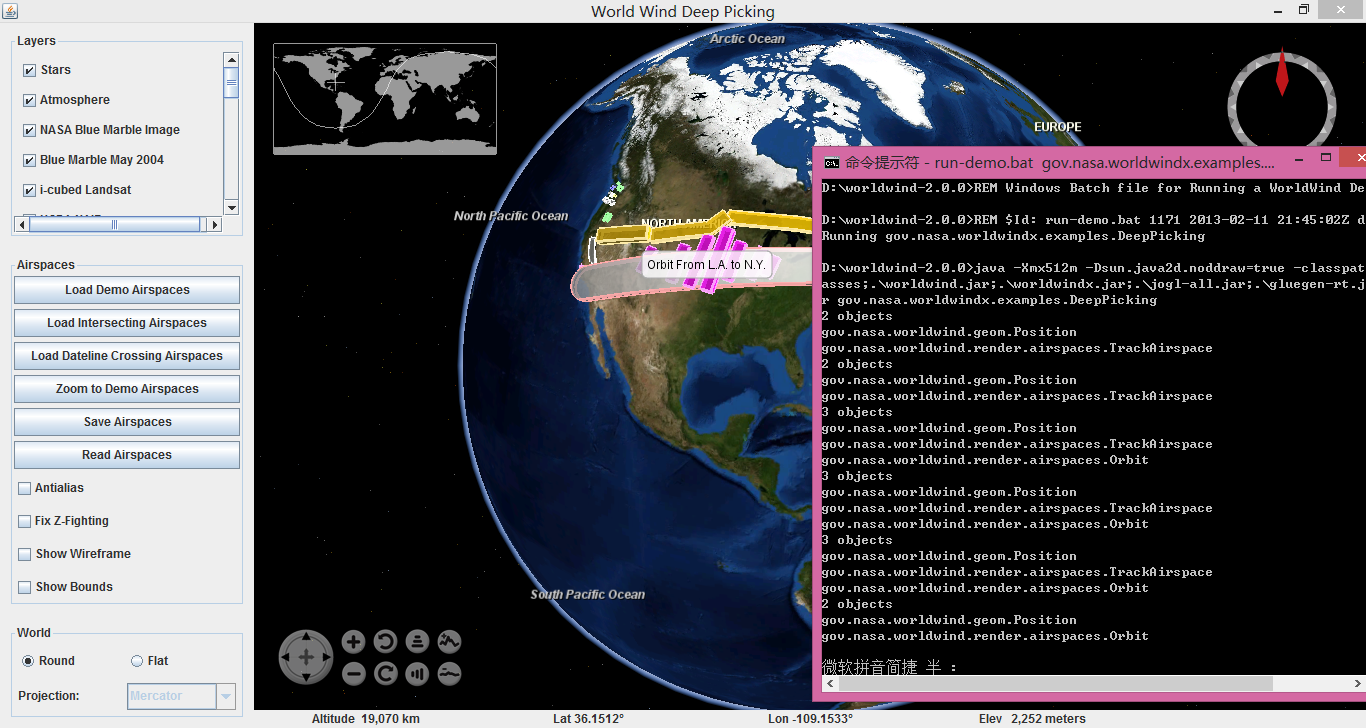 World Wind Deep Picking
Layers
Stars
Atmosphere
NASA Blue Marble Image
Blue Marble May 2004
i-cubed Landsat
Airspaces
Load Demo Airspaces
Load Intersecting Airspaces
Load Dateline Crossing Airspaces
Zoom to Demo Airspaces
Save Airspaces
Read Airspaces
Antialias
Fix Z-Fighting
Show Wireframe
Show Bounds
World
Round
Flat
Projection:
Mercator
Arctic Ocean
EUROPE
North Pacific Ocean
NORTH AMERICA
Orbit From L.A. to N.Y.
South Pacific Ocean
命令提示符 - run-demo.bat  gov.nasa.worldwindx.examples....
D:\worldwind-2.0.0>REM Windows Batch file for Running a WorldWind De
D:\worldwind-2.0.0>REM $Id: run-demo.bat 1171 2013-02-11 21:45:02Z d
Running gov.nasa.worldwindx.examples.DeepPicking
D:\worldwind-2.0.0>java -Xmx512m -Dsun.java2d.noddraw=true -classpat
asses;.\worldwind.jar;.\worldwindx.jar;.\jogl-all.jar;.\gluegen-rt.j
r gov.nasa.worldwindx.examples.DeepPicking
2 objects
gov.nasa.worldwind.geom.Position
gov.nasa.worldwind.render.airspaces.TrackAirspace
2 objects
gov.nasa.worldwind.geom.Position
gov.nasa.worldwind.render.airspaces.TrackAirspace
3 objects
gov.nasa.worldwind.geom.Position
gov.nasa.worldwind.render.airspaces.TrackAirspace
gov.nasa.worldwind.render.airspaces.Orbit
3 objects
gov.nasa.worldwind.geom.Position
gov.nasa.worldwind.render.airspaces.TrackAirspace
gov.nasa.worldwind.render.airspaces.Orbit
3 objects
gov.nasa.worldwind.geom.Position
gov.nasa.worldwind.render.airspaces.TrackAirspace
gov.nasa.worldwind.render.airspaces.Orbit
2 objects
gov.nasa.worldwind.geom.Position
gov.nasa.worldwind.render.airspaces.Orbit
微软拼音简捷 半 :
Altitude  19,070 km
Lat 36.1512°
Lon -109.1533°
Elev  2,252 meters